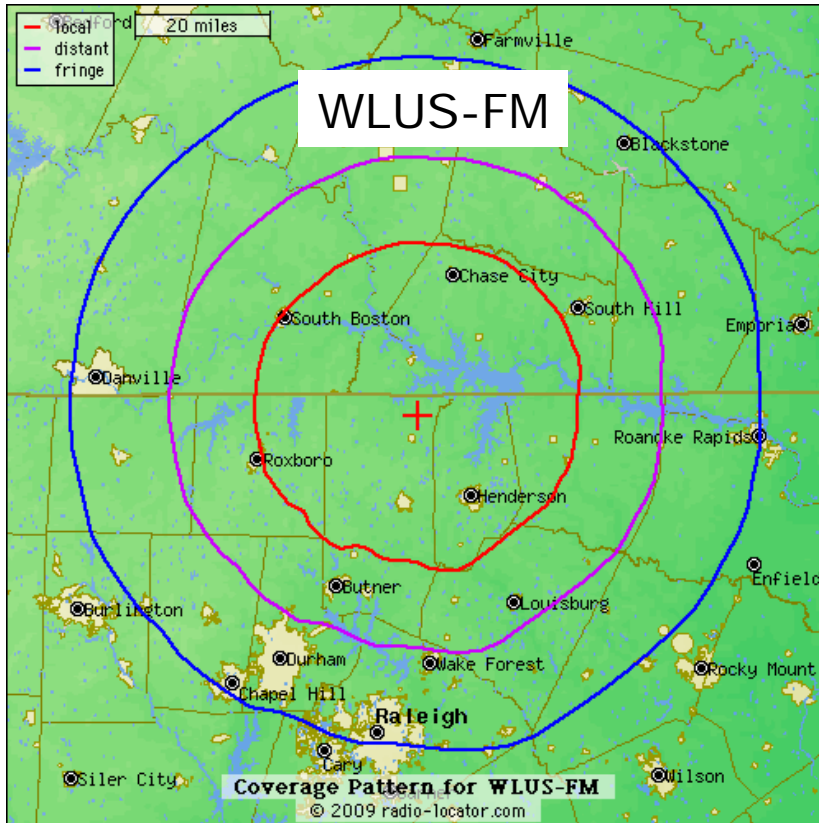 Bedford
20 miles
local
distant
fringe
Farmville
WLUS-FM
Blackstone
Chase City
South Hill
South Boston
Emporia
Danville
Roanoke Rapids
Roxboro
Henderson
Enfield
Butner
Louisburg
Burlington
Durham
Wake Forest
Rocky Mount
Chapel Hill
Raleigh
Cary
Siler City
Wilson
Coverage Pattern for WLUS-FM
Garner
© 2009 radio-locator.com